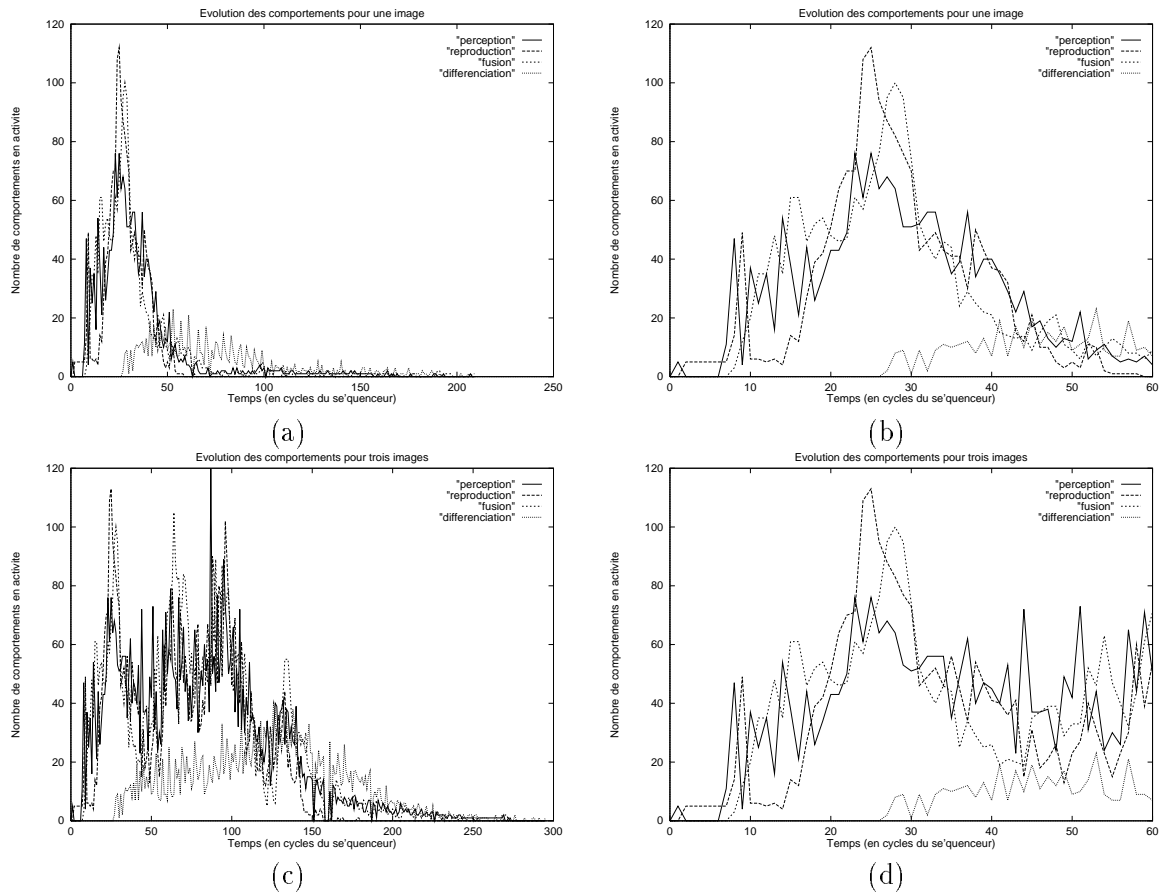 Evolution des comportements pour une image
Nombre de comportements en activite
120
100
80
60
40
20
0
"perception"
"reproduction"
"fusion"
"differenciation"
0 50 100 150 200 250
Temps (en cycles du se'quenceur)
(a)
Evolution des comportements pour une image
Nombre de comportements en activite
120
100
80
60
40
20
0
"perception"
"reproduction"
"fusion"
"differenciation"
0 10 20 30 40 50 60
Temps (en cycles du se'quenceur)
(b)
Evolution des comportements pour trois images
Nombre de comportements en activite
120
100
80
60
40
20
0
"perception"
"reproduction"
"fusion"
"differenciation"
0 50 100 150 200 250 300
Temps (en cycles du se'quenceur)
(c)
Evolution des comportements pour trois images
Nombre de comportements en activite
120
100
80
60
40
20
0
"perception"
"reproduction"
"fusion"
"differenciation"
0 10 20 30 40 50 60
Temps (en cycles du se'quenceur)
(d)